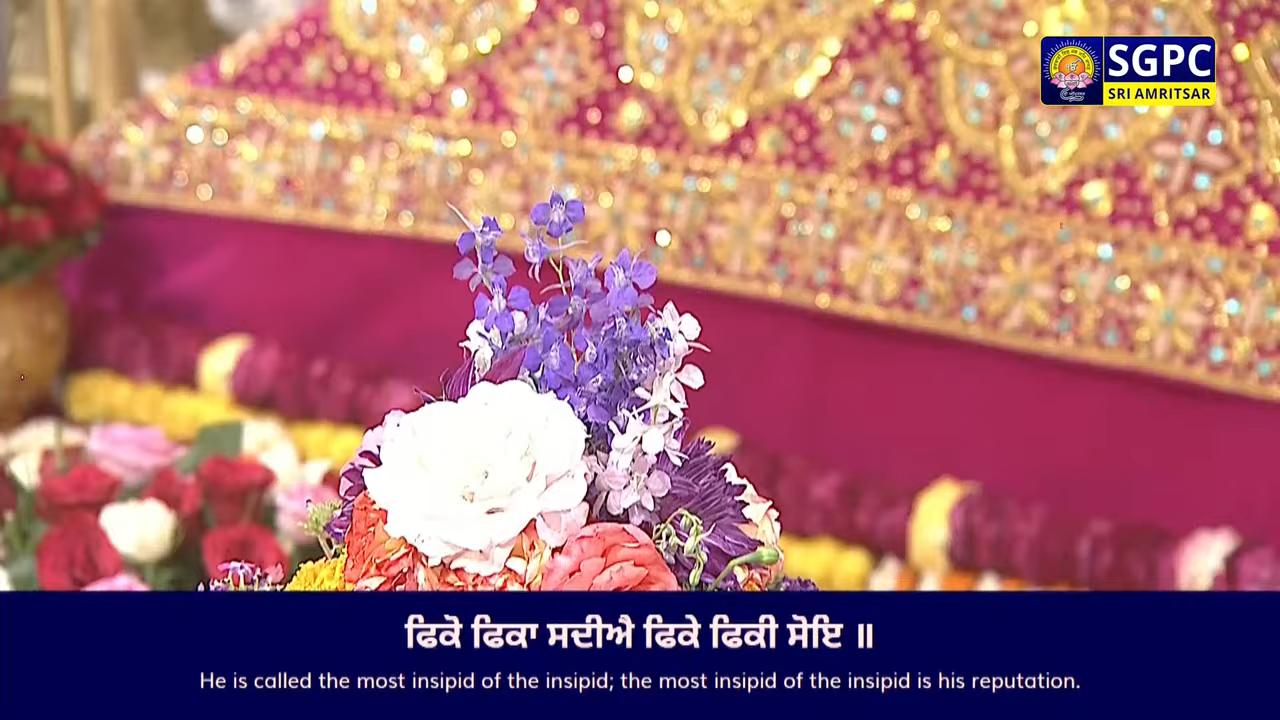 SGPC
SRI AMRITSAR
ਫਿਕੋ ਫਿਕਾ ਸਦੀਐ ਫਿਕੇ ਫਿਕੀ ਸੋਇ ॥
He is called the most insipid of the insipid; the most insipid of the insipid is his reputation.